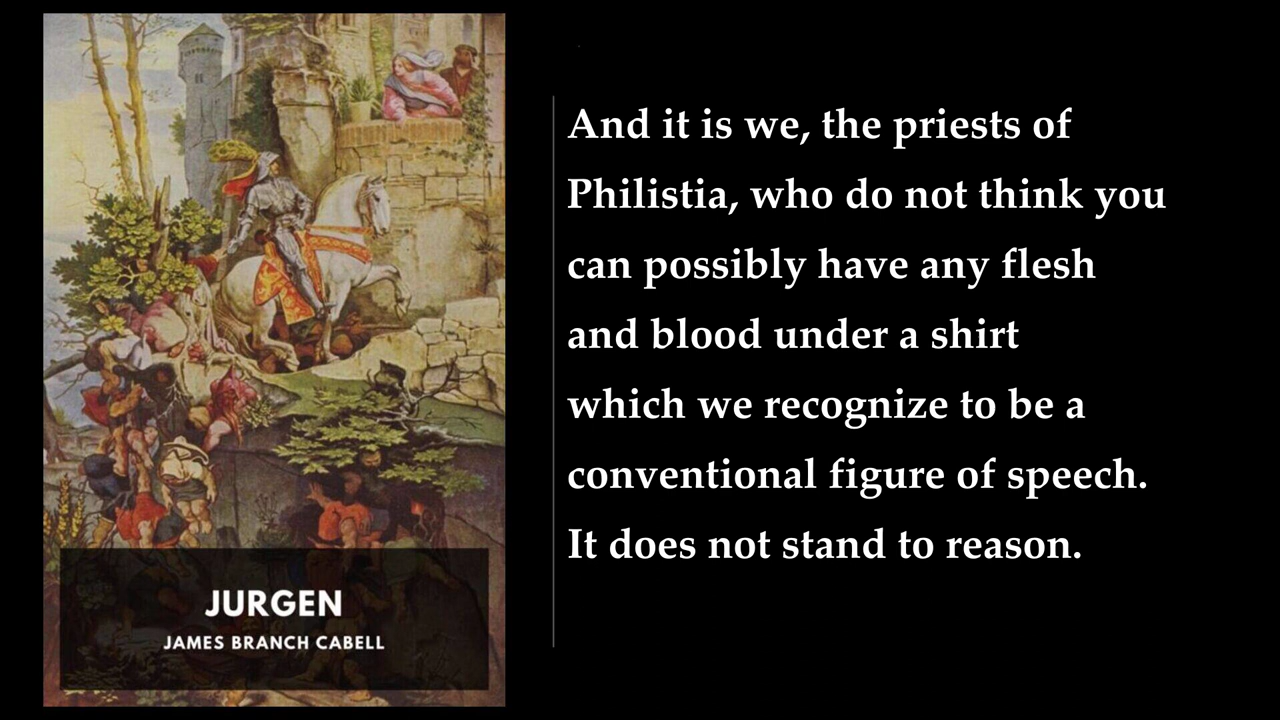 JURGEN
JAMES BRANCH CABELL
And it is we, the priests of
Philistia, who do not think you
can possibly have any flesh
and blood under a shirt
which we recognize to be a
conventional figure of speech.
It does not stand to reason.